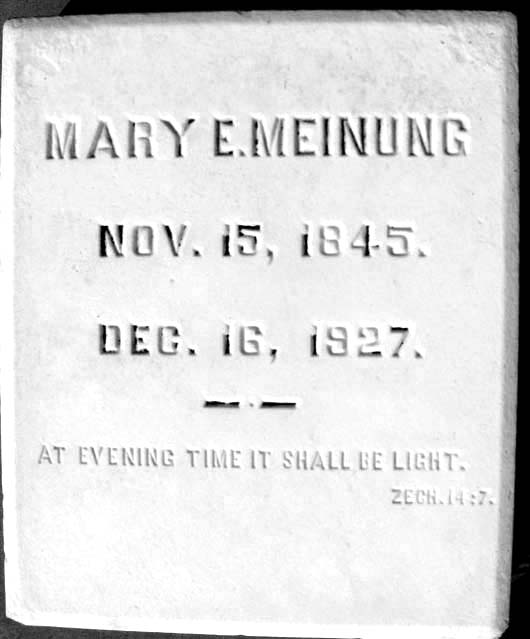 MARY E. MEINUNG
NOV. 15, 1845.
DEC. 16, 1927.
AT EVENING TIME IT SHALL BE LIGHT.
ZECH. 14:7.